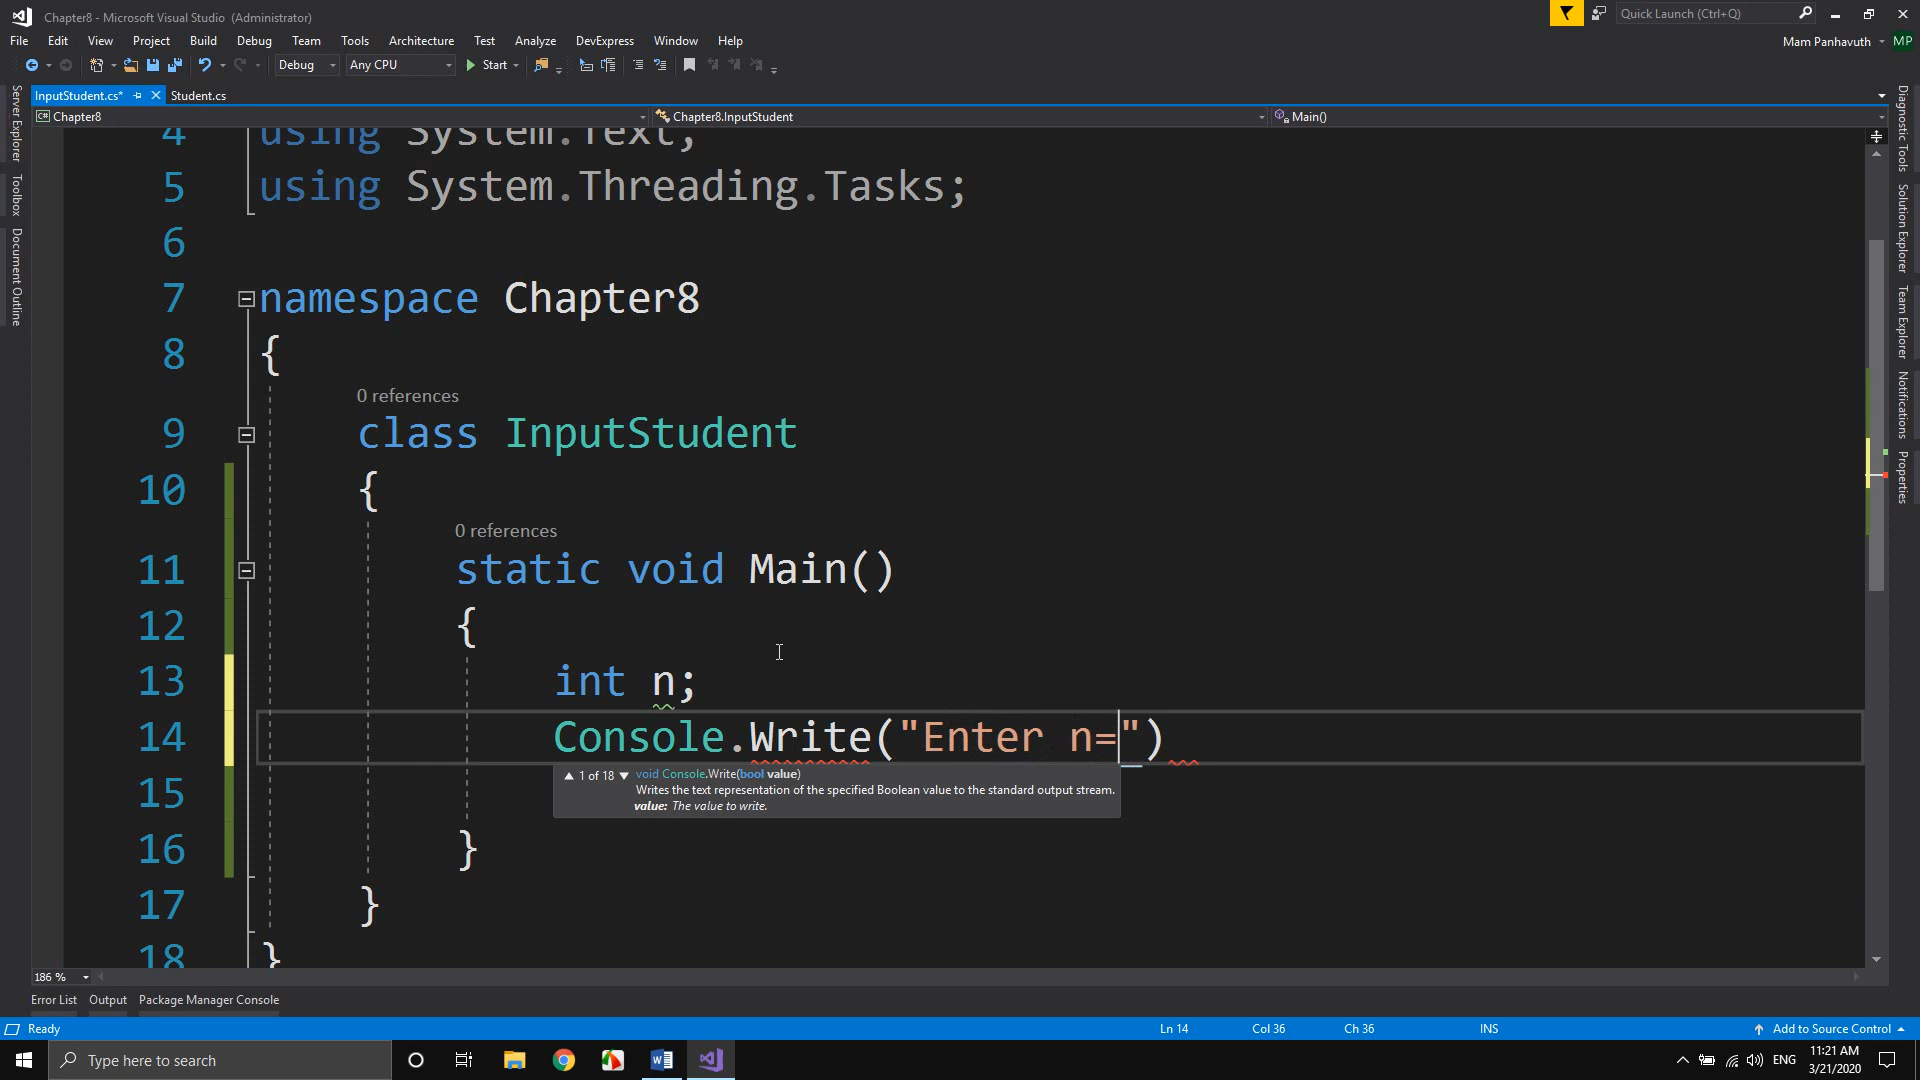 Chapter8 - Microsoft Visual Studio (Administrator)
Quick Launch (Ctrl+Q)
File Edit View Project Build Debug Team Tools Architecture Test Analyze DevExpress Window Help
Mam Panhavuth MP
Debug Any CPU Start
InputStudent.cs* Student.cs
C# Chapter8 Chapter8.InputStudent Main()
Server Explorer
Toolbox
Document Outline
Diagnostic Tools
Solution Explorer
Team Explorer
Notifications
Properties
4 using System.Text;
5 using System.Threading.Tasks;
6
7 namespace Chapter8
8 {
0 references
9 class InputStudent
10 {
0 references
11 static void Main()
12 {
13 int n;
14 Console.Write("Enter n=")
1 of 18 void Console.Write(bool value)
Writes the text representation of the specified Boolean value to the standard output stream.
value: The value to write.
15
16 }
17 }
18 }
186 %
Error List Output Package Manager Console
Ready Ln 14 Col 36 Ch 36 INS Add to Source Control
Type here to search
ENG
11:21 AM
3/21/2020